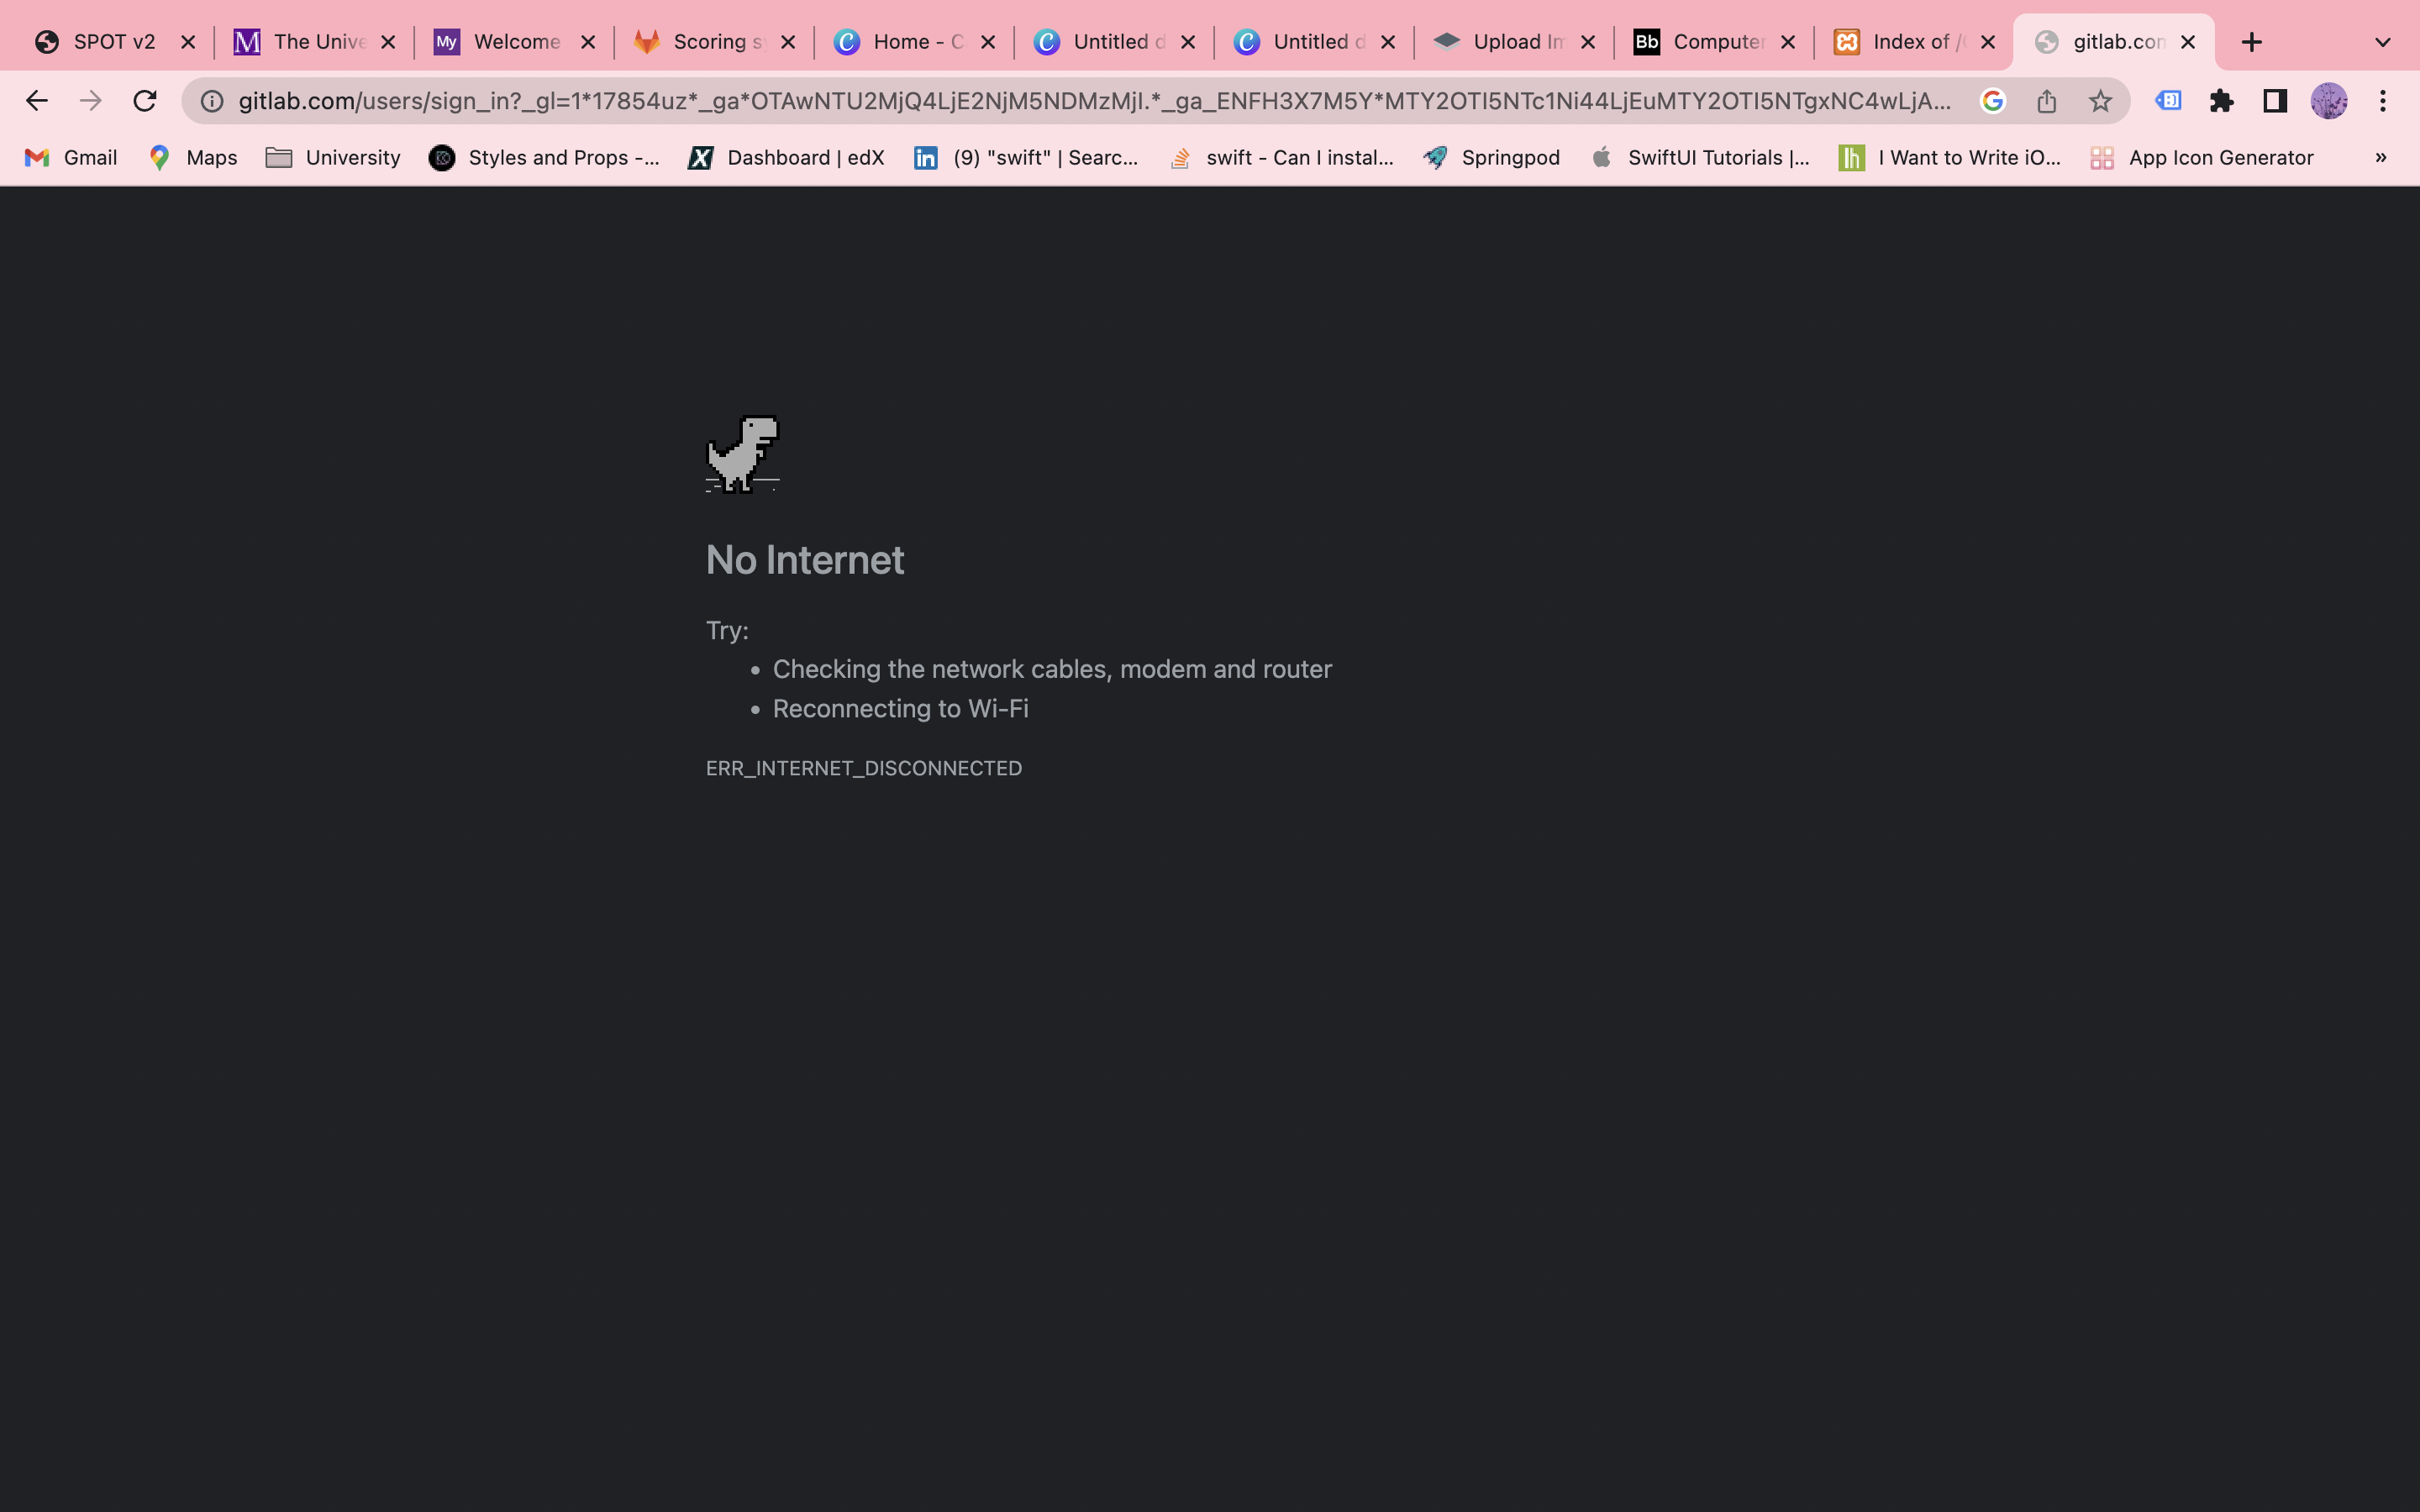 SPOT v2
The Unive
My Welcome
Scoring s
Home - C
Untitled d
Untitled d
Upload Im
Bb Computer
Index of /
gitlab.com
gitlab.com/users/sign_in?_gl=1*17854uz*_ga*OTAwNTU2MjQ4LjE2NjM5NDMzMjI.*_ga_ENFH3X7M5Y*MTY2OTI5NTc1Ni44LjEuMTY2OTI5NTgxNC4wLjA...
Gmail
Maps
University
Styles and Props -...
Dashboard | edX
(9) "swift" | Searc...
swift - Can I instal...
Springpod
SwiftUI Tutorials |...
I Want to Write iO...
App Icon Generator
»
No Internet
Try:
• Checking the network cables, modem and router
• Reconnecting to Wi-Fi
ERR_INTERNET_DISCONNECTED